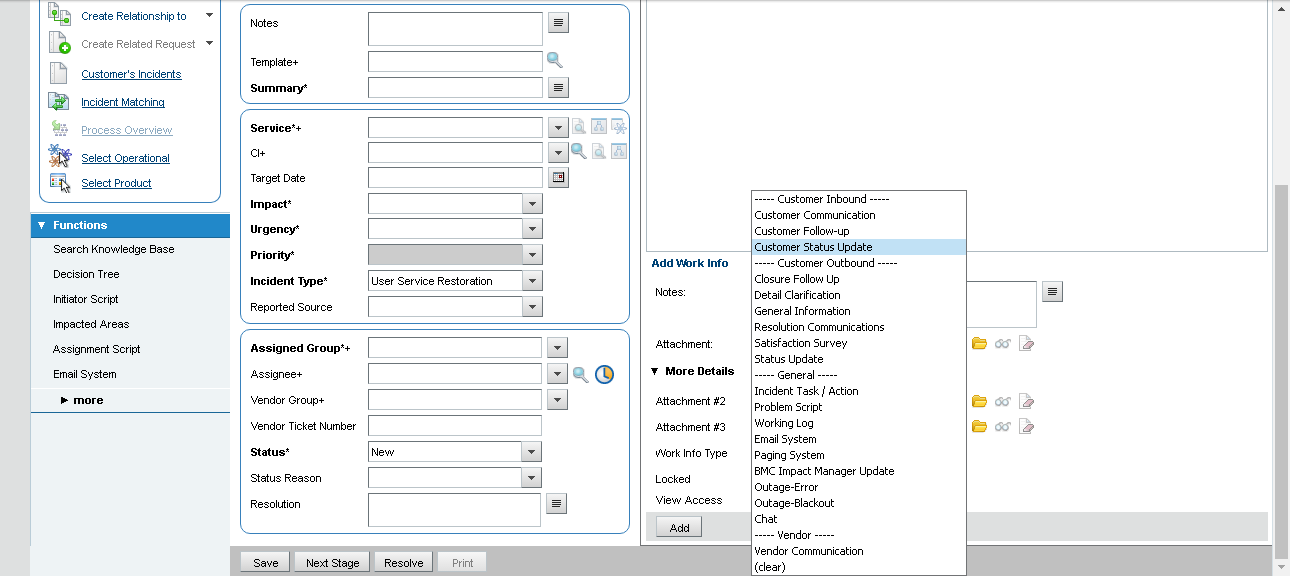 Create Relationship to
Create Related Request
Customer's Incidents
Incident Matching
Process Overview
Select Operational
Select Product
Functions
Search Knowledge Base
Decision Tree
Initiator Script
Impacted Areas
Assignment Script
Email System
more
Notes
Template+
Summary*
Service*+
CI+
Target Date
Impact*
Urgency*
Priority*
Incident Type* User Service Restoration
Reported Source
Assigned Group*+
Assignee+
Vendor Group+
Vendor Ticket Number
Status* New
Status Reason
Resolution
Save Next Stage Resolve Print
Add Work Info
Notes:
Attachment:
More Details
Attachment #2
Attachment #3
Work Info Type
Locked
View Access
Add
----- Customer Inbound -----
Customer Communication
Customer Follow-up
Customer Status Update
----- Customer Outbound -----
Closure Follow Up
Detail Clarification
General Information
Resolution Communications
Satisfaction Survey
Status Update
----- General -----
Incident Task / Action
Problem Script
Working Log
Email System
Paging System
BMC Impact Manager Update
Outage-Error
Outage-Blackout
Chat
----- Vendor -----
Vendor Communication
(clear)